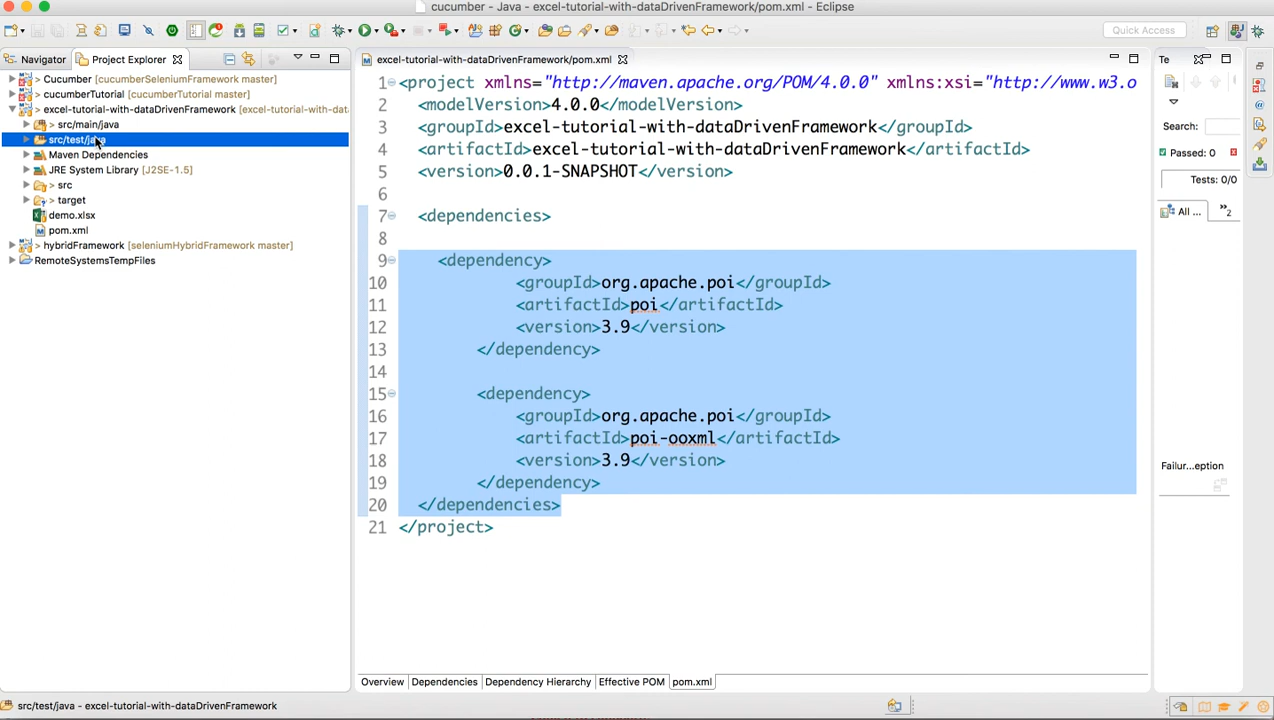 cucumber - Java - excel-tutorial-with-dataDrivenFramework/pom.xml - Eclipse
Quick Access
Navigator
Project Explorer
excel-tutorial-with-dataDrivenFramework/pom.xml
Te
> Cucumber [cucumberSeleniumFramework master]
> cucumberTutorial [cucumberTutorial master]
> excel-tutorial-with-dataDrivenFramework [excel-tutorial-with-dat
> src/main/java
src/test/java
Maven Dependencies
JRE System Library [J2SE-1.5]
> src
> target
demo.xlsx
pom.xml
> hybridFramework [seleniumHybridFramework master]
RemoteSystemsTempFiles
1 <project xmlns="http://maven.apache.org/POM/4.0.0" xmlns:xsi="http://www.w3.o
2 <modelVersion>4.0.0</modelVersion>
3 <groupId>excel-tutorial-with-dataDrivenFramework</groupId>
4 <artifactId>excel-tutorial-with-dataDrivenFramework</artifactId>
5 <version>0.0.1-SNAPSHOT</version>
6
7 <dependencies>
8
9 <dependency>
10 <groupId>org.apache.poi</groupId>
11 <artifactId>poi</artifactId>
12 <version>3.9</version>
13 </dependency>
14
15 <dependency>
16 <groupId>org.apache.poi</groupId>
17 <artifactId>poi-ooxml</artifactId>
18 <version>3.9</version>
19 </dependency>
20 </dependencies>
21 </project>
Search:
Passed: 0
Tests: 0/0
All ...
»2
Failur...eption
Overview Dependencies Dependency Hierarchy Effective POM pom.xml
src/test/java - excel-tutorial-with-dataDrivenFramework